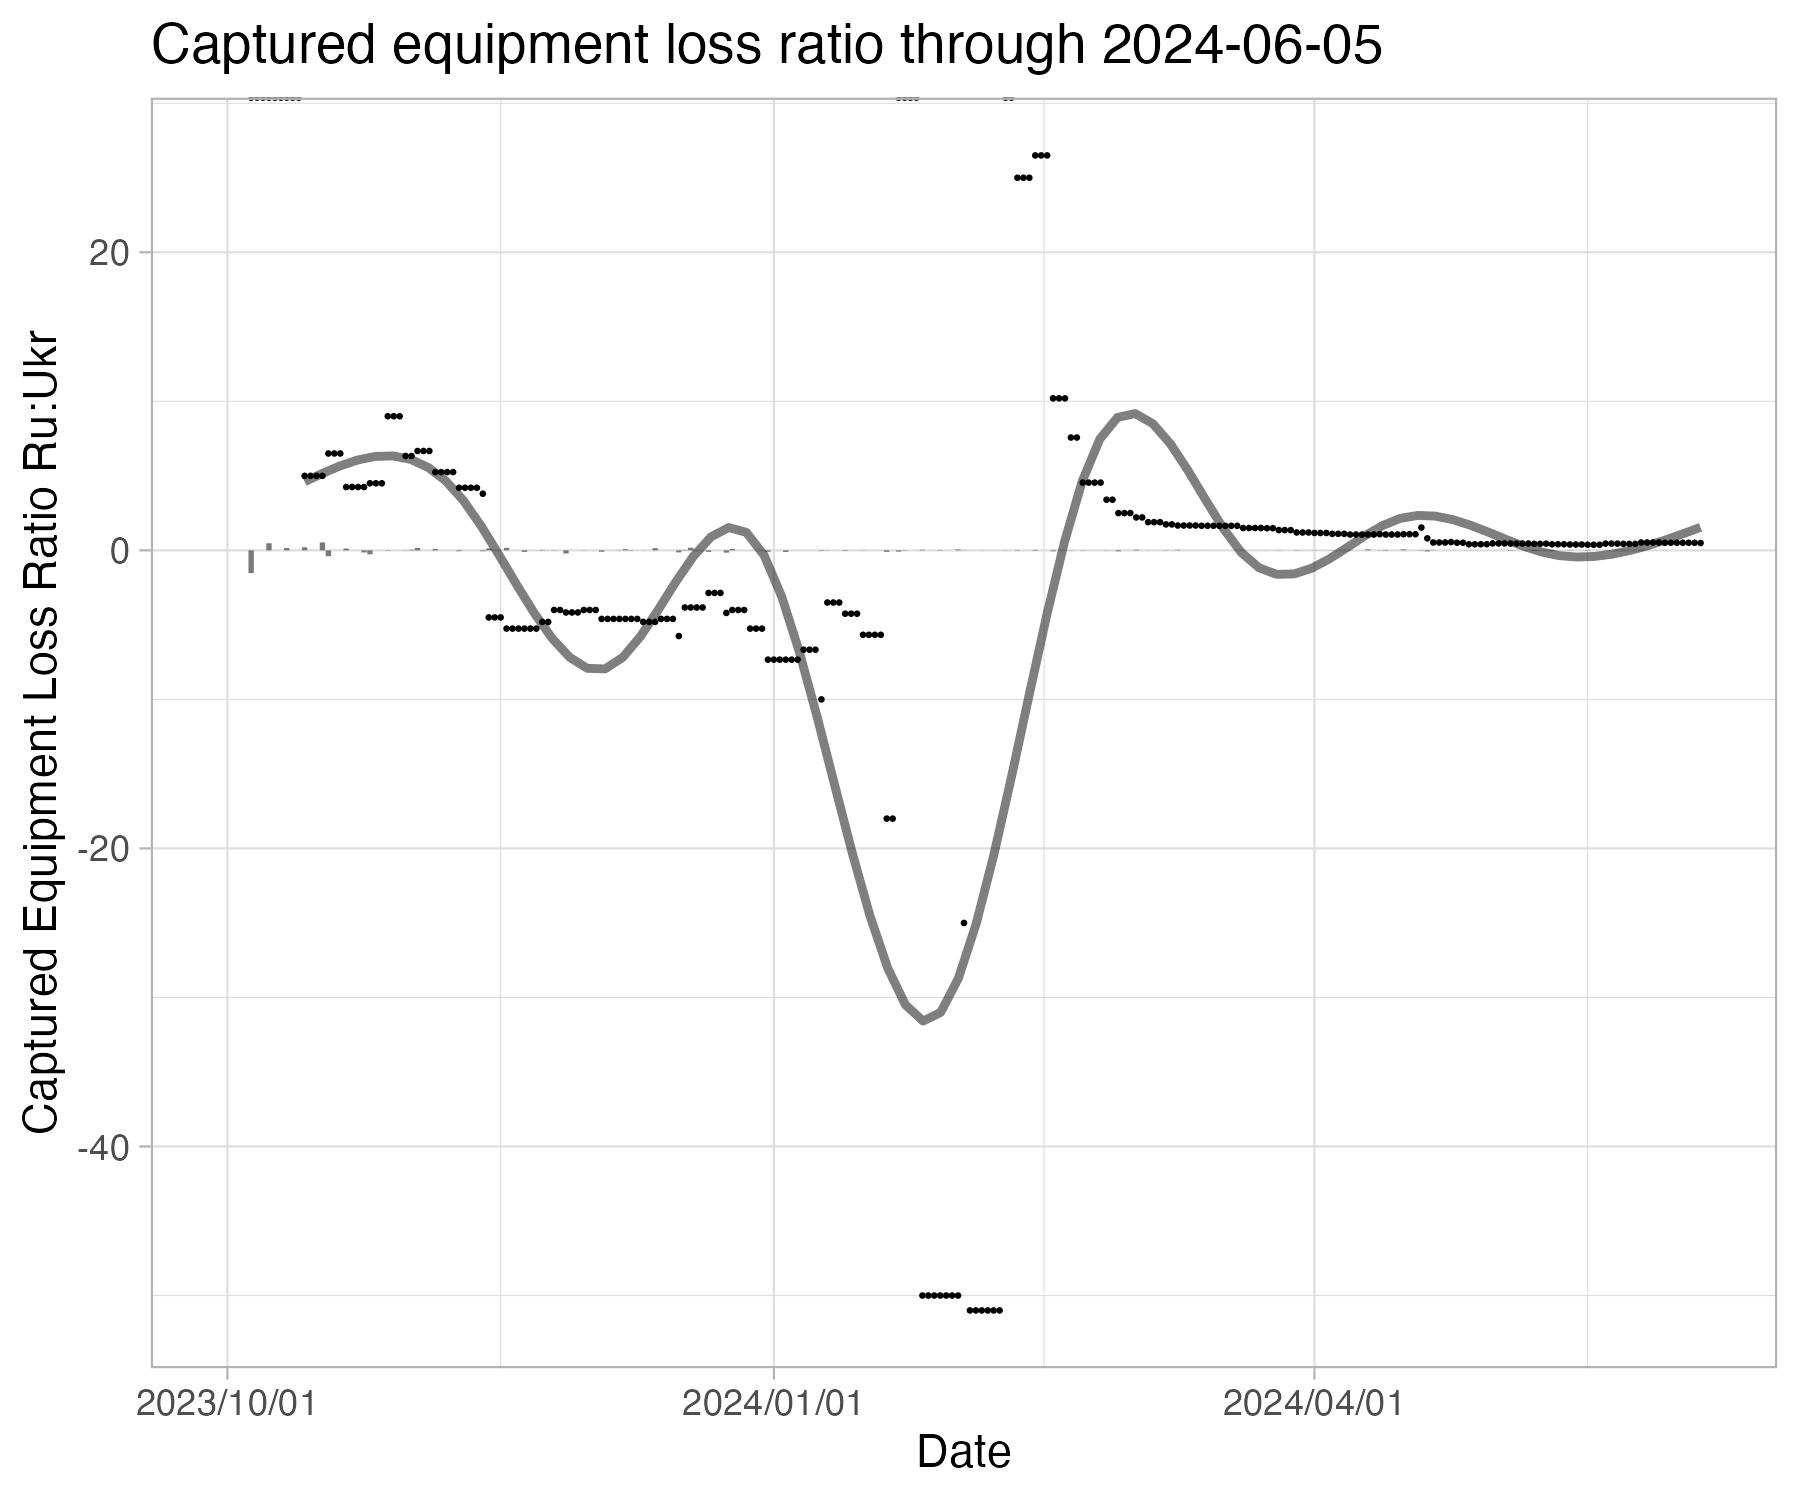 Captured equipment loss ratio through 2024-06-05
Captured Equipment Loss Ratio Ru:Ukr
20
0
-20
-40
2023/10/01
2024/01/01
2024/04/01
Date